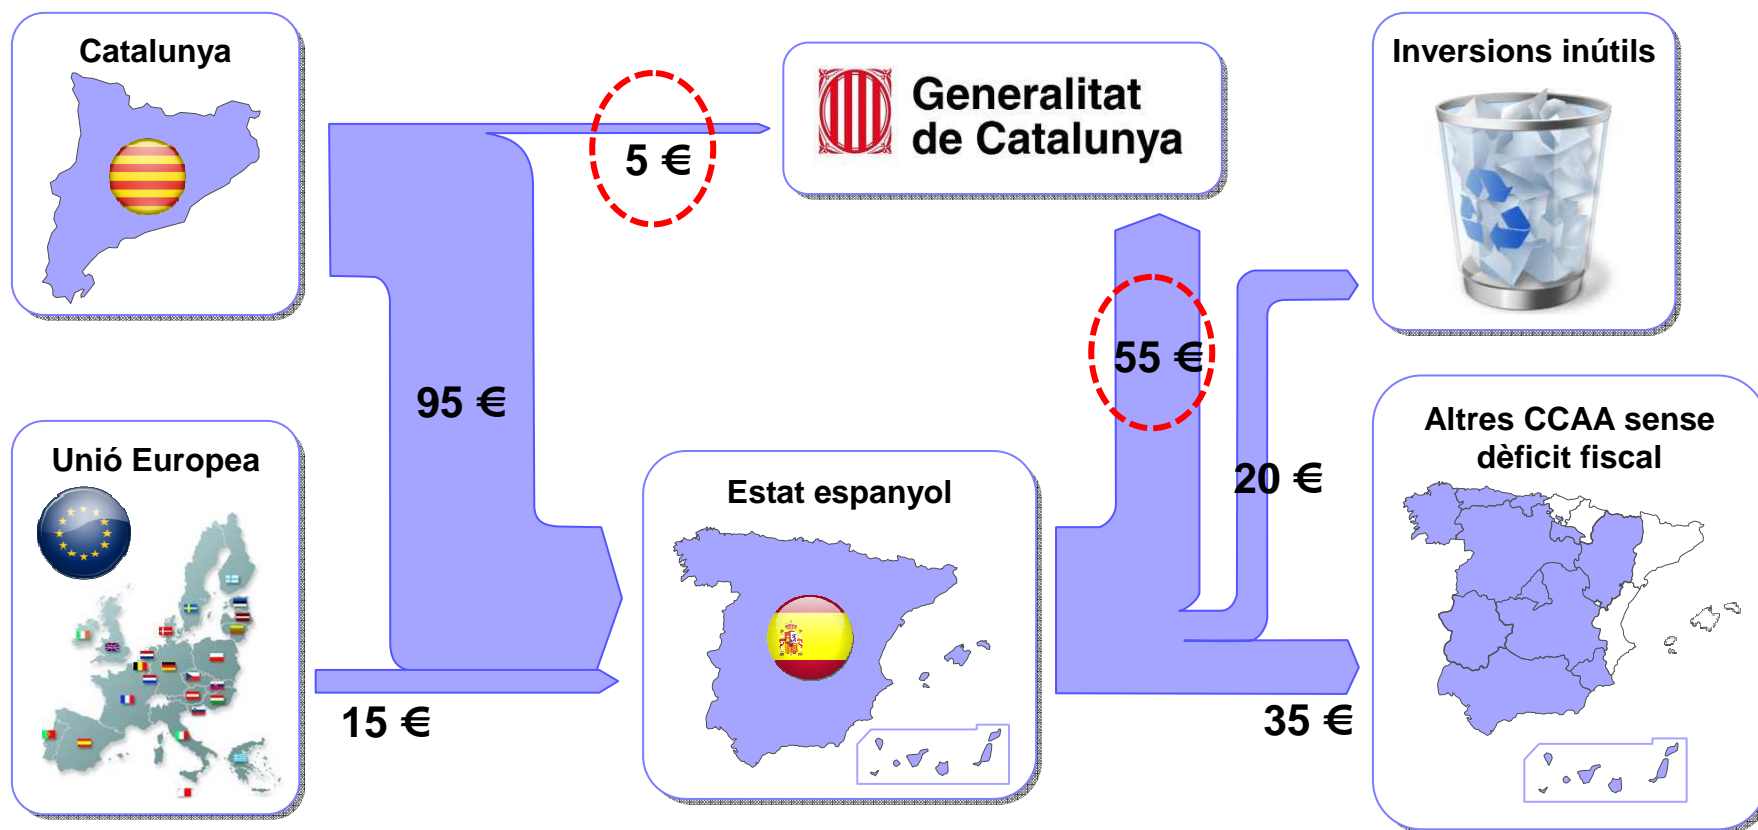 Catalunya
5 €
Generalitat
de Catalunya
Inversions inútils
95 €
55 €
Unió Europea
Estat espanyol
20 €
Altres CCAA sense
dèficit fiscal
15 €
35 €